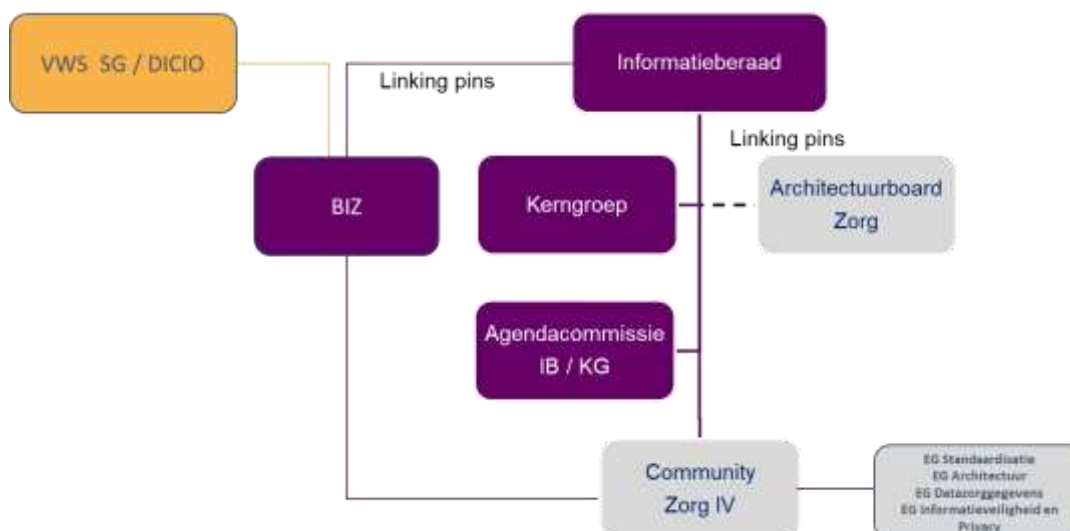 VWS SG / DICIO
Informatieberaad
Linking pins
Linking pins
BIZ
Kerngroep
Architectuurboard
Zorg
Agendacommissie
IB / KG
Community
Zorg IV
EG Standaardisatie
EG Architectuur
EG Datazorggegevens
EG Informatieveiligheid en
Privacy